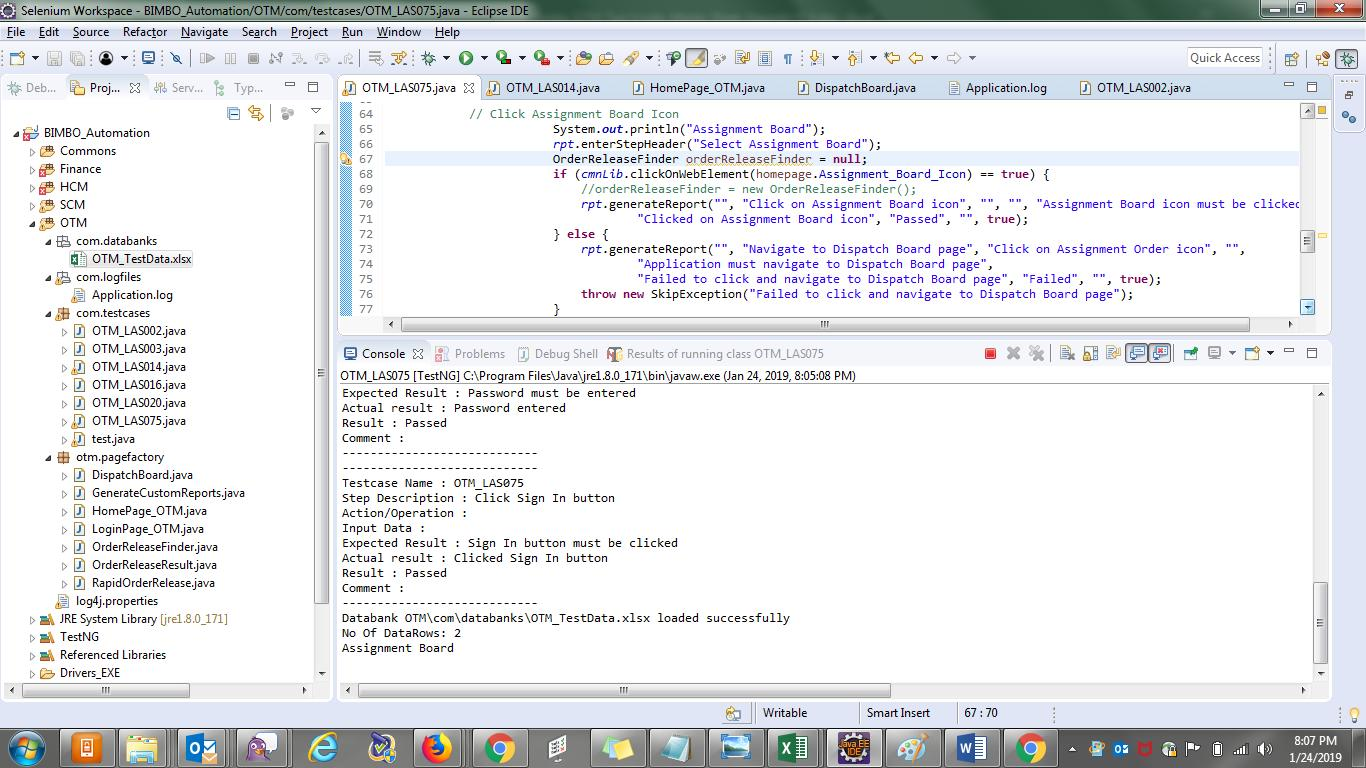 Selenium Workspace - BIMBO_Automation/OTM/com/testcases/OTM_LAS075.java - Eclipse IDE
File Edit Source Refactor Navigate Search Project Run Window Help
Quick Access
Deb... Proj... Serv... Typ...
BIMBO_Automation
Commons
Finance
HCM
SCM
OTM
com.databanks
OTM_TestData.xlsx
com.logfiles
Application.log
com.testcases
OTM_LAS002.java
OTM_LAS003.java
OTM_LAS014.java
OTM_LAS016.java
OTM_LAS020.java
OTM_LAS075.java
test.java
otm.pagefactory
DispatchBoard.java
GenerateCustomReports.java
HomePage_OTM.java
LoginPage_OTM.java
OrderReleaseFinder.java
OrderReleaseResult.java
RapidOrderRelease.java
log4j.properties
JRE System Library [jre1.8.0_171]
TestNG
Referenced Libraries
Drivers_EXE
OTM_LAS075.java OTM_LAS014.java HomePage_OTM.java DispatchBoard.java Application.log OTM_LAS002.java
64 // Click Assignment Board Icon
65 System.out.println("Assignment Board");
66 rpt.enterStepHeader("Select Assignment Board");
67 OrderReleaseFinder orderReleaseFinder = null;
68 if (cmnLib.clickOnWebElement(homepage.Assignment_Board_Icon) == true) {
69 //orderReleaseFinder = new OrderReleaseFinder();
70 rpt.generateReport("", "Click on Assignment Board icon", "", "", "Assignment Board icon must be clicked
71 "Clicked on Assignment Board icon", "Passed", "", true);
72 } else {
73 rpt.generateReport("", "Navigate to Dispatch Board page", "Click on Assignment Order icon", "",
74 "Application must navigate to Dispatch Board page",
75 "Failed to click and navigate to Dispatch Board page", "Failed", "", true);
76 throw new SkipException("Failed to click and navigate to Dispatch Board page");
77 }
Console Problems Debug Shell Results of running class OTM_LAS075
OTM_LAS075 [TestNG] C:\Program Files\Java\jre1.8.0_171\bin\javaw.exe (Jan 24, 2019, 8:05:08 PM)
Expected Result : Password must be entered
Actual result : Password entered
Result : Passed
Comment :
----------------------------
----------------------------
Testcase Name : OTM_LAS075
Step Description : Click Sign In button
Action/Operation :
Input Data :
Expected Result : Sign In button must be clicked
Actual result : Clicked Sign In button
Result : Passed
Comment :
----------------------------
Databank OTM\com\databanks\OTM_TestData.xlsx loaded successfully
No Of DataRows: 2
Assignment Board
Writable Smart Insert 67 : 70
Java EE
IDE
8:07 PM
1/24/2019